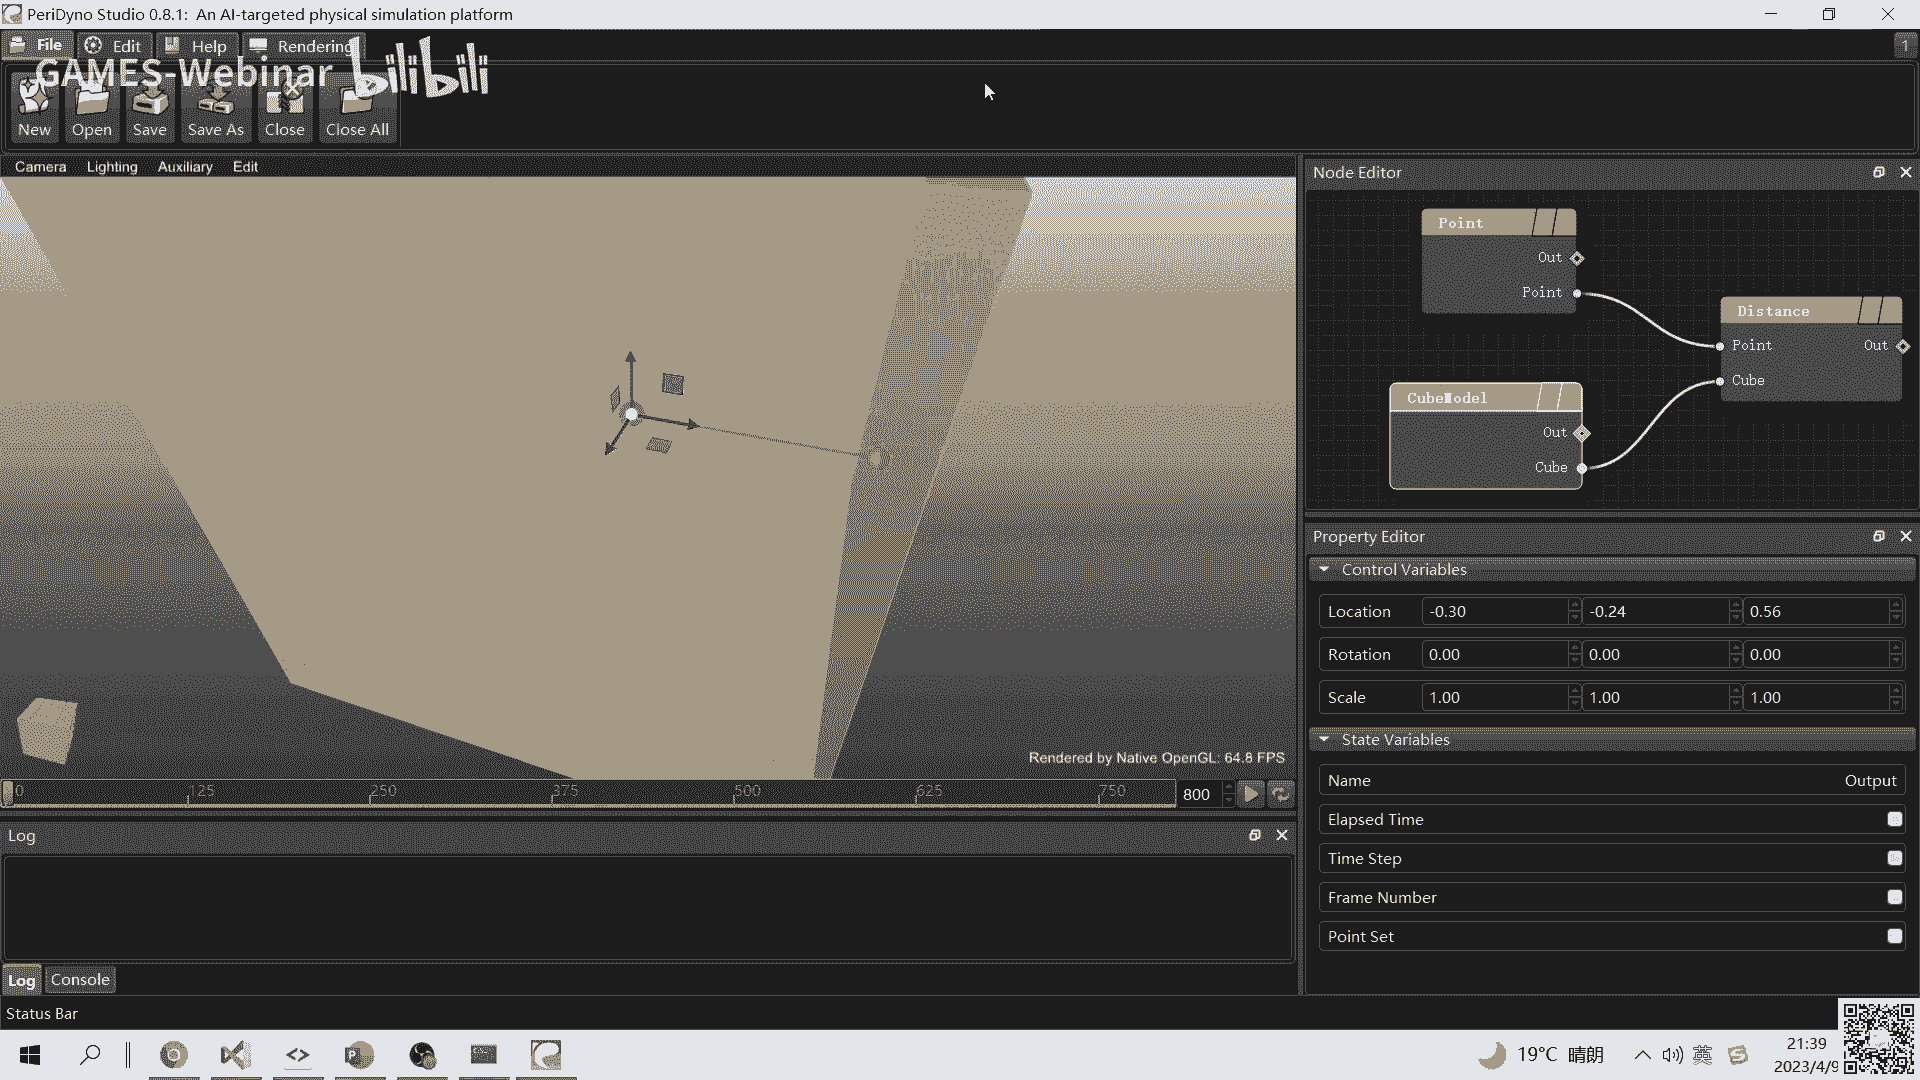 PeriDyno Studio 0.8.1: An AI-targeted physical simulation platform
File Edit Help Rendering 1
GAMES-Webinar bilibili
New Open Save Save As Close Close All
Camera Lighting Auxiliary Edit
Node Editor
Point
Out
Point
Distance
Point Out
Cube
CubeModel
Out
Cube
Rendered by Native OpenGL: 64.8 FPS
0 125 250 375 500 625 750 800
Property Editor
Control Variables
Location -0.30 -0.24 0.56
Rotation 0.00 0.00 0.00
Scale 1.00 1.00 1.00
State Variables
Name Output
Elapsed Time
Time Step
Frame Number
Point Set
Log
Log Console
Status Bar
19°C 晴朗 英 21:39
2023/4/9